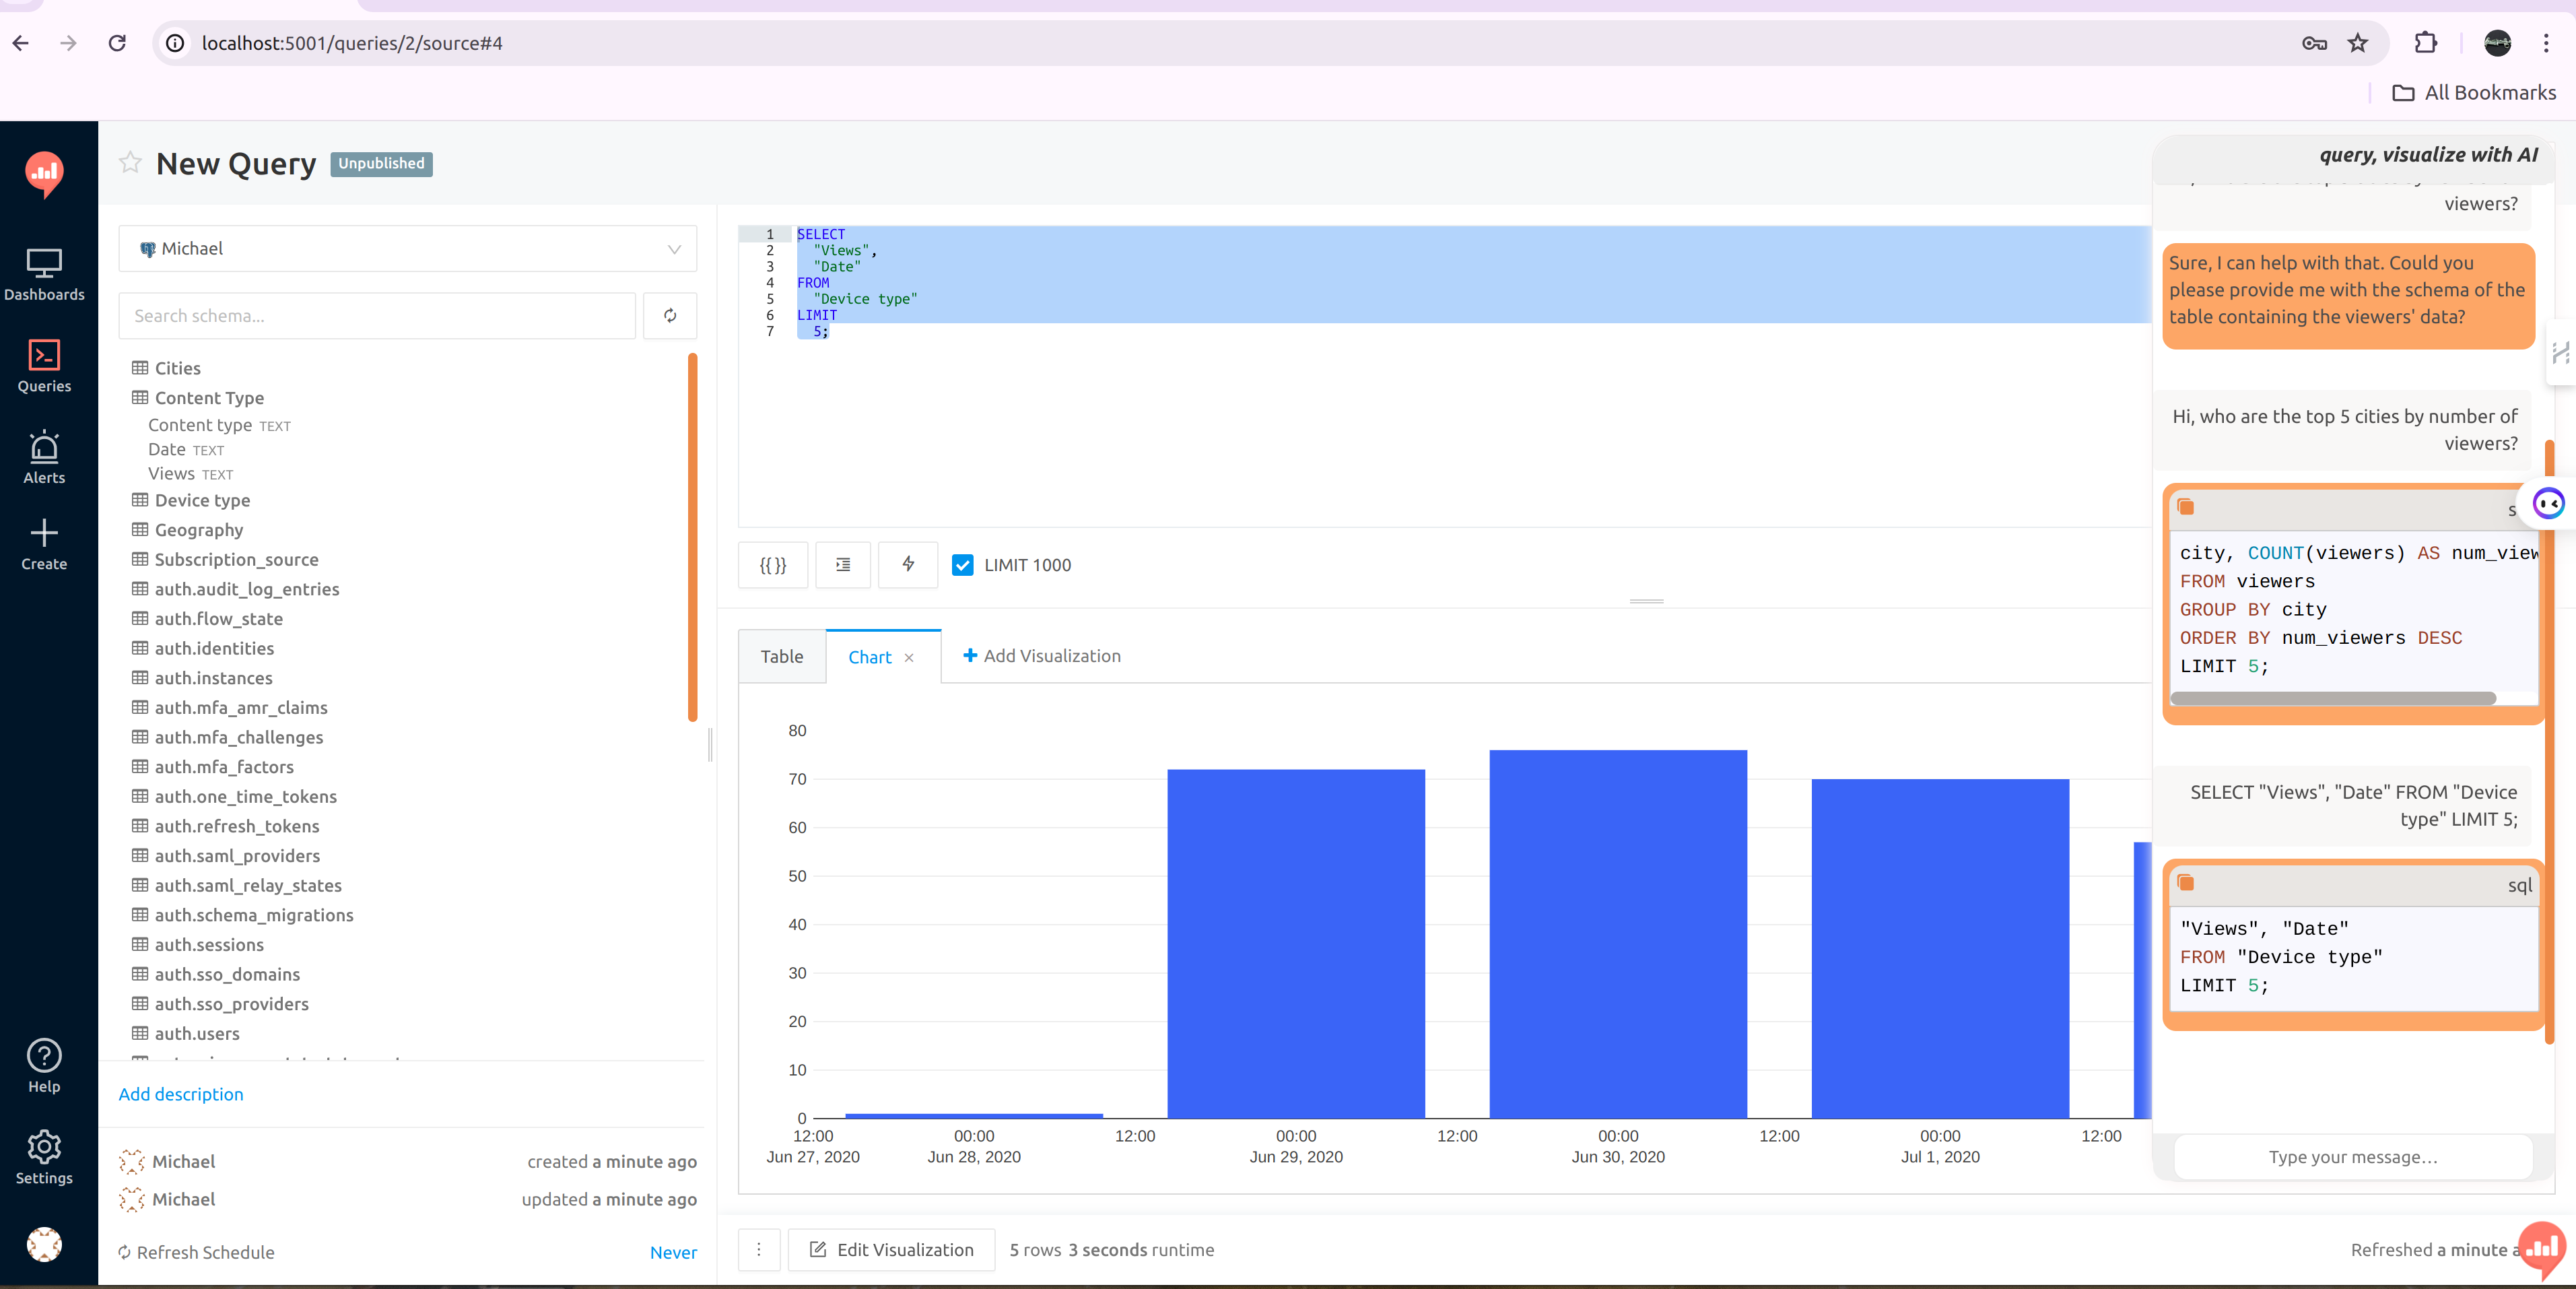 localhost:5001/queries/2/source#4
All Bookmarks
Dashboards
Queries
Alerts
Create
Help
Settings
New Query
Unpublished
Michael
Search schema...
Cities
Content Type
Content type TEXT
Date TEXT
Views TEXT
Device type
Geography
Subscription_source
auth.audit_log_entries
auth.flow_state
auth.identities
auth.instances
auth.mfa_amr_claims
auth.mfa_challenges
auth.mfa_factors
auth.one_time_tokens
auth.refresh_tokens
auth.saml_providers
auth.saml_relay_states
auth.schema_migrations
auth.sessions
auth.sso_domains
auth.sso_providers
auth.users
Add description
Michael created a minute ago
Michael updated a minute ago
Refresh Schedule Never
1 SELECT
2 "Views",
3 "Date"
4 FROM
5 "Device type"
6 LIMIT
7 5;
{{ }}
LIMIT 1000
Table
Chart ×
Add Visualization
80
70
60
50
40
30
20
10
0
12:00 00:00 12:00 00:00 12:00 00:00 12:00 00:00 12:00
Jun 27, 2020 Jun 28, 2020 Jun 29, 2020 Jun 30, 2020 Jul 1, 2020
Edit Visualization
5 rows 3 seconds runtime
Refreshed a minute a
query, visualize with AI
viewers?
Sure, I can help with that. Could you
please provide me with the schema of the
table containing the viewers' data?
Hi, who are the top 5 cities by number of
viewers?
s
city, COUNT(viewers) AS num_view
FROM viewers
GROUP BY city
ORDER BY num_viewers DESC
LIMIT 5;
SELECT "Views", "Date" FROM "Device
type" LIMIT 5;
sql
"Views", "Date"
FROM "Device type"
LIMIT 5;
Type your message...